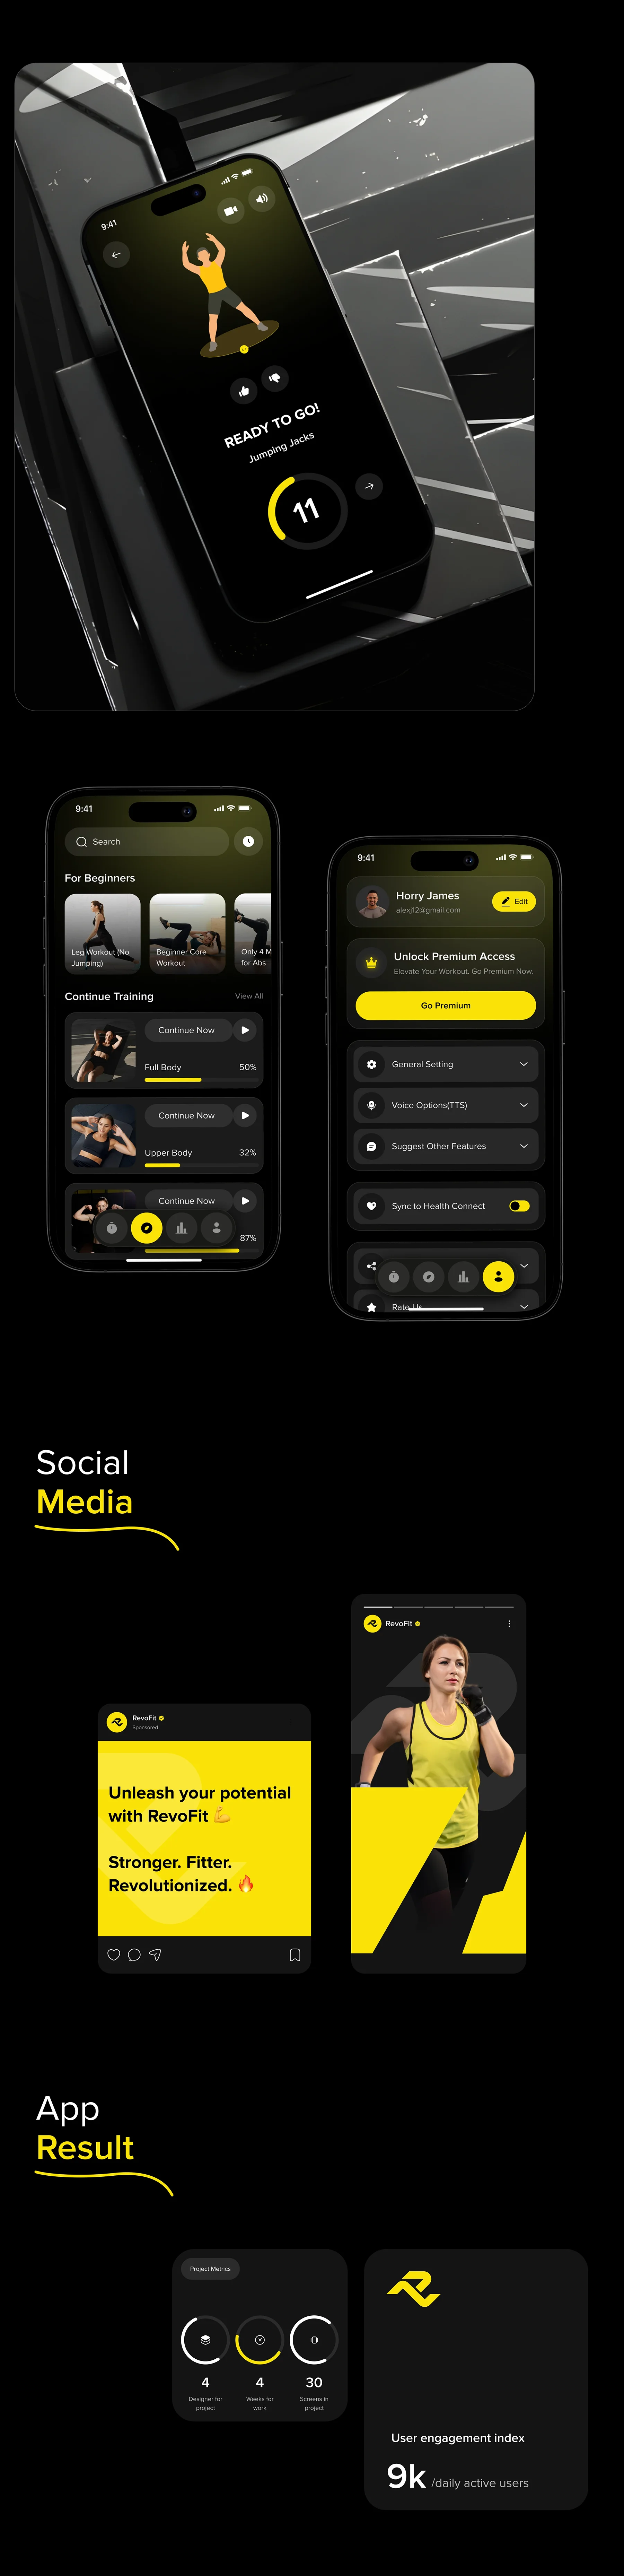 9:41
READY TO GO!
Jumping Jacks
11
9:41
Search
For Beginners
Leg Workout (No
Jumping)
Beginner Core
Workout
Only 4 M
for Abs
Continue Training
View All
Continue Now
Full Body
50%
Continue Now
Upper Body
32%
Continue Now
87%
9:41
Horry James
alexj12@gmail.com
Edit
Unlock Premium Access
Elevate Your Workout. Go Premium Now.
Go Premium
General Setting
Voice Options(TTS)
Suggest Other Features
Sync to Health Connect
Rate Us
Social
Media
RevoFit
RevoFit
Sponsored
Unleash your potential
with RevoFit 💪
Stronger. Fitter.
Revolutionized. 🔥
App
Result
Project Metrics
4
Designer for
project
4
Weeks for
work
30
Screens in
project
User engagement index
9k /daily active users